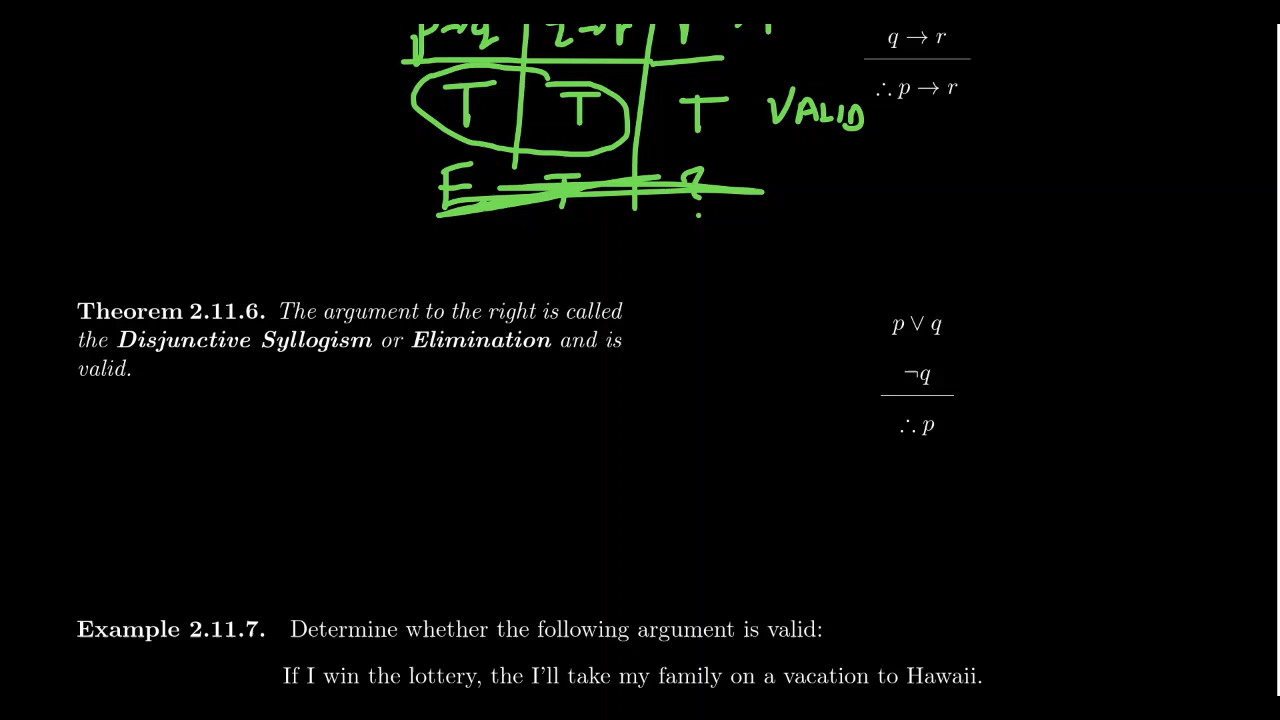 p→q q→r
q → r
∴ p → r
T T T VALID
F T ?
Theorem 2.11.6. The argument to the right is called
the Disjunctive Syllogism or Elimination and is
valid.
p ∨ q
¬q
∴ p
Example 2.11.7. Determine whether the following argument is valid:
If I win the lottery, the I'll take my family on a vacation to Hawaii.